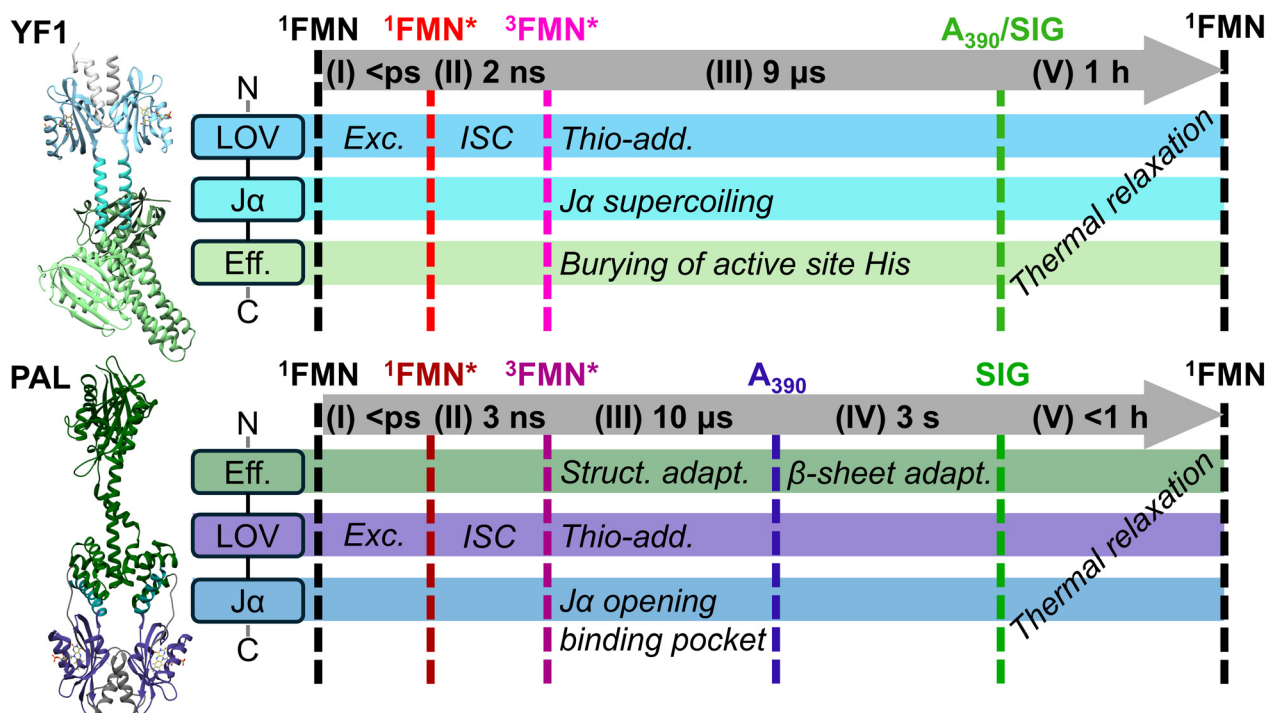 YF1
¹FMN ¹FMN* ³FMN* A₃₉₀/SIG ¹FMN
(I) <ps (II) 2 ns (III) 9 µs (V) 1 h
N
LOV Exc. ISC Thio-add.
Jα Jα supercoiling
Eff. Burying of active site His
Thermal relaxation
C
PAL
¹FMN ¹FMN* ³FMN* A₃₉₀ SIG ¹FMN
(I) <ps (II) 3 ns (III) 10 µs (IV) 3 s (V) <1 h
N
Eff. Struct. adapt. β-sheet adapt.
LOV Exc. ISC Thio-add.
Jα Jα opening
binding pocket
Thermal relaxation
C